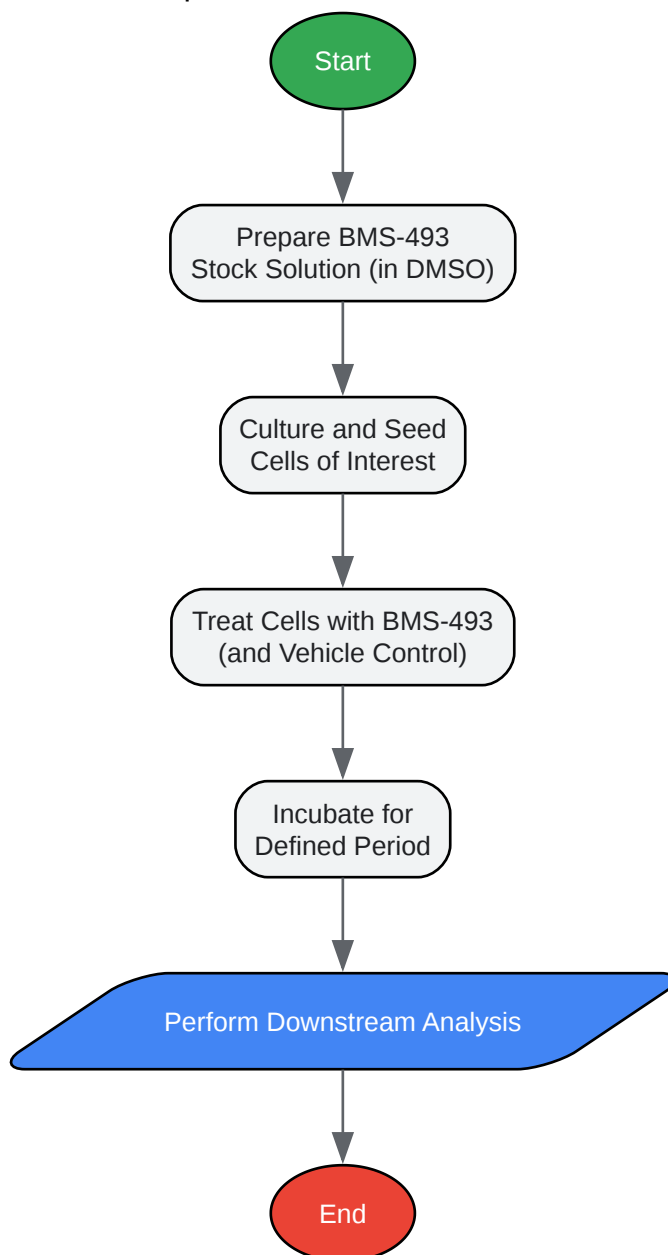 Start
Prepare BMS-493
Stock Solution (in DMSO)
Culture and Seed
Cells of Interest
Treat Cells with BMS-493
(and Vehicle Control)
Incubate for
Defined Period
Perform Downstream Analysis
End